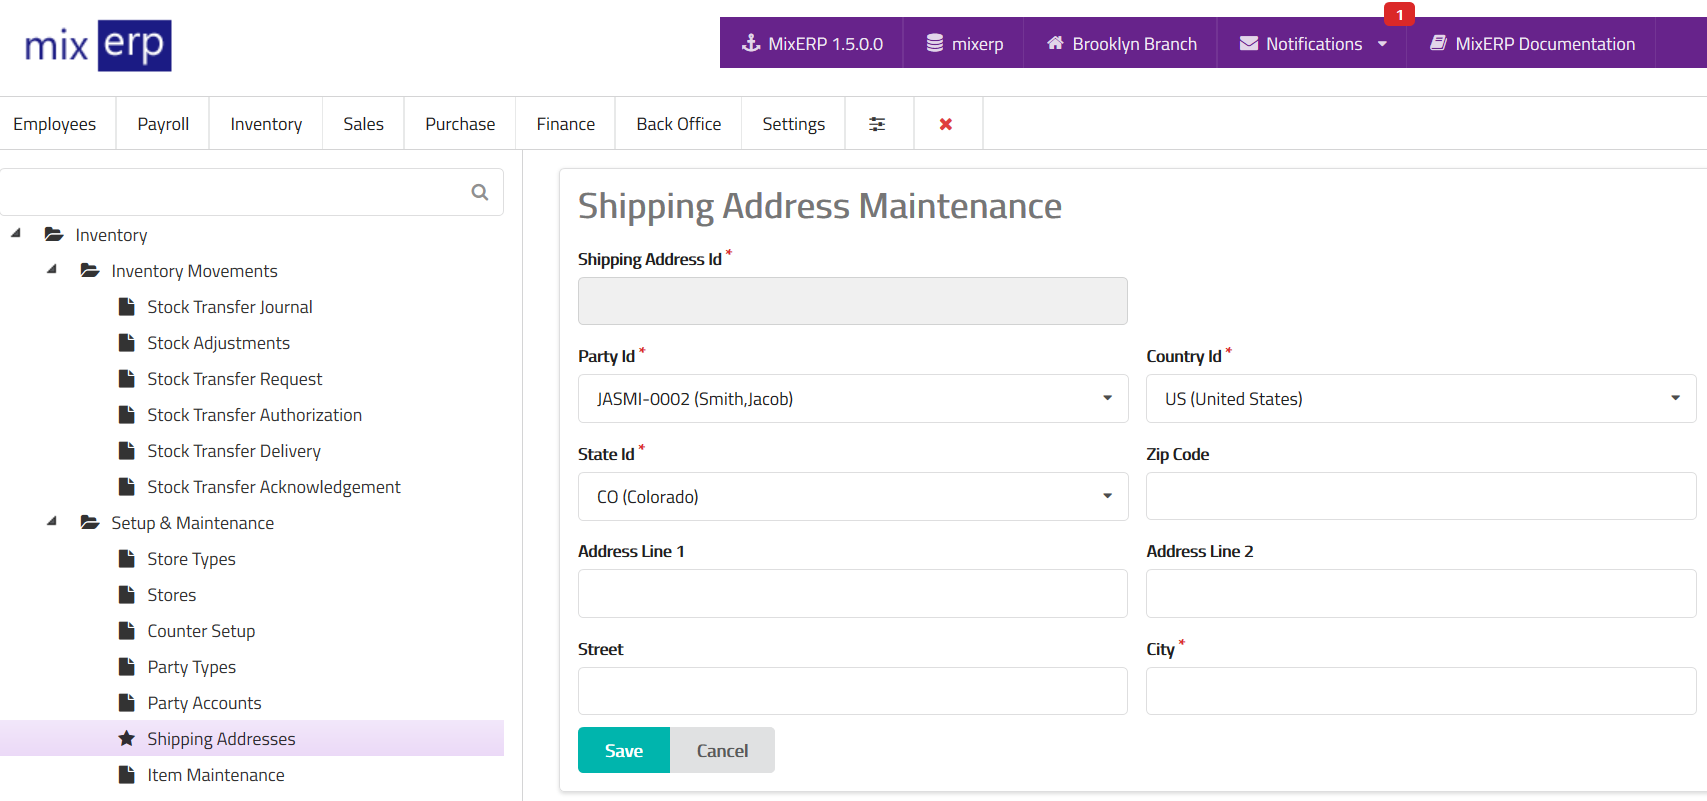 mix erp
1
MixERP 1.5.0.0
mixerp
Brooklyn Branch
Notifications
MixERP Documentation
Employees
Payroll
Inventory
Sales
Purchase
Finance
Back Office
Settings
Inventory
Inventory Movements
Stock Transfer Journal
Stock Adjustments
Stock Transfer Request
Stock Transfer Authorization
Stock Transfer Delivery
Stock Transfer Acknowledgement
Setup & Maintenance
Store Types
Stores
Counter Setup
Party Types
Party Accounts
Shipping Addresses
Item Maintenance
Shipping Address Maintenance
Shipping Address Id *
Party Id *
Country Id *
JASMI-0002 (Smith,Jacob)
US (United States)
State Id *
Zip Code
CO (Colorado)
Address Line 1
Address Line 2
Street
City *
Save
Cancel